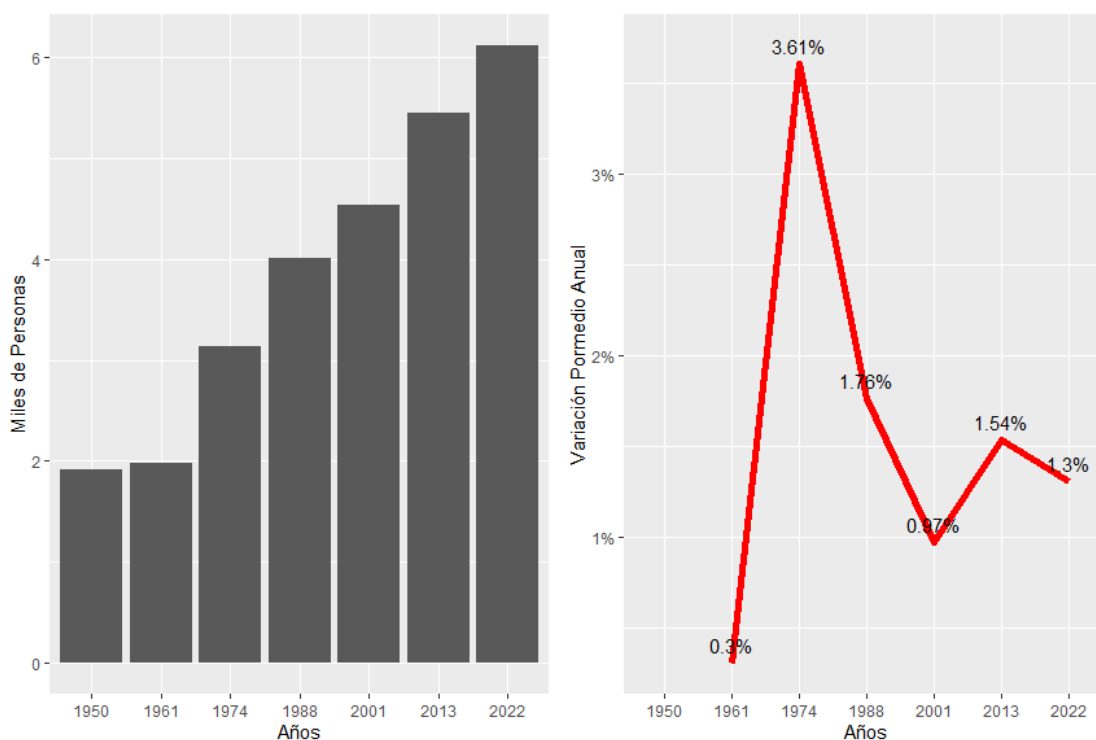 Miles de Personas
6
4
2
0
1950 1961 1974 1988 2001 2013 2022
Años
Variación Pormedio Anual
3%
2%
1%
3.61%
1.76%
1.54%
1.3%
0.97%
0.3%
1950 1961 1974 1988 2001 2013 2022
Años